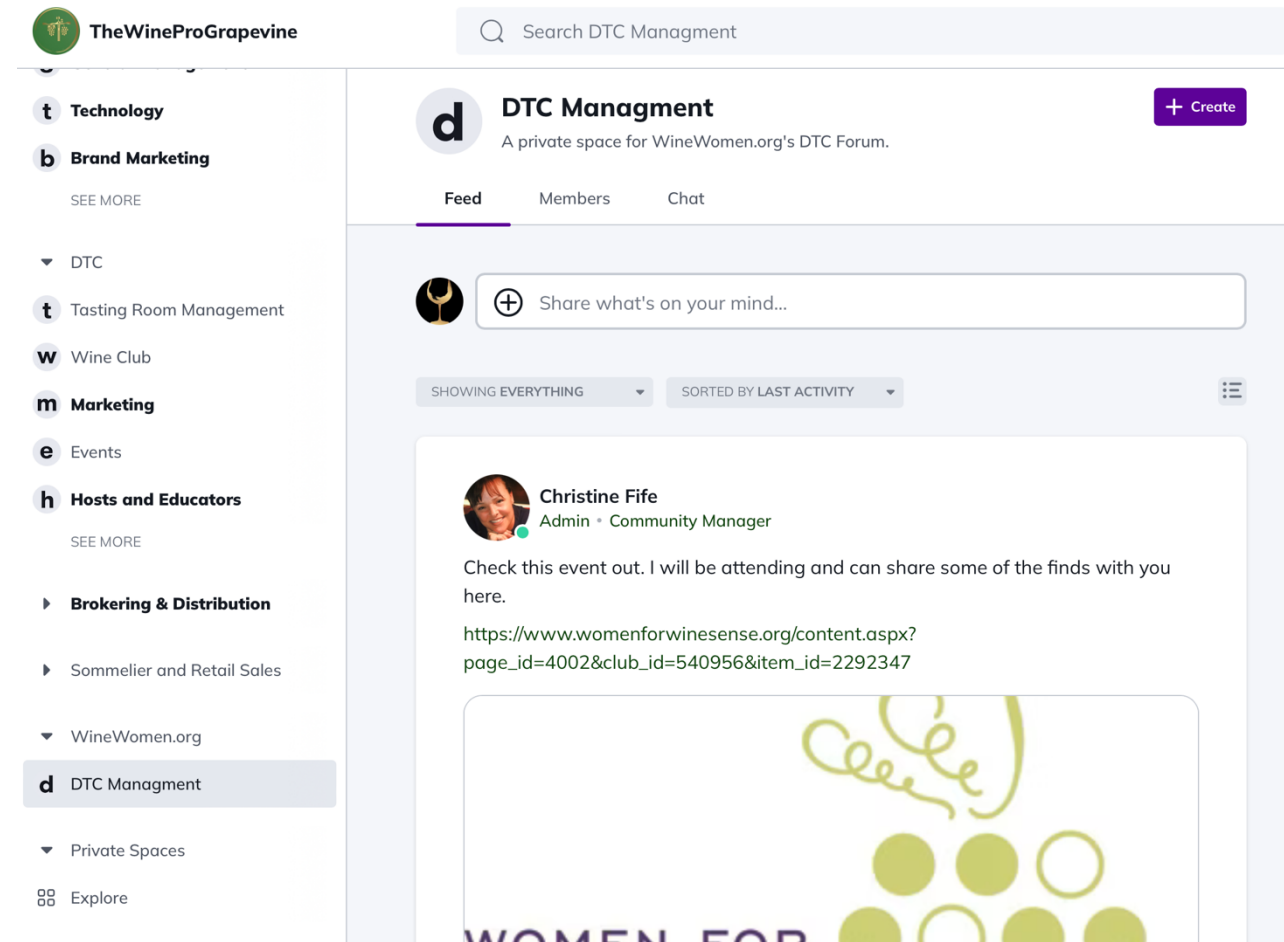 TheWineProGrapevine
Search DTC Managment
t Technology
b Brand Marketing
SEE MORE
DTC
t Tasting Room Management
w Wine Club
m Marketing
e Events
h Hosts and Educators
SEE MORE
Brokering & Distribution
Sommelier and Retail Sales
WineWomen.org
d DTC Managment
Private Spaces
Explore
d
DTC Managment
A private space for WineWomen.org's DTC Forum.
+ Create
Feed Members Chat
Share what's on your mind...
SHOWING EVERYTHING SORTED BY LAST ACTIVITY
Christine Fife
Admin • Community Manager
Check this event out. I will be attending and can share some of the finds with you
here.
https://www.womenforwinesense.org/content.aspx?
page_id=4002&club_id=540956&item_id=2292347
WOMEN FOR